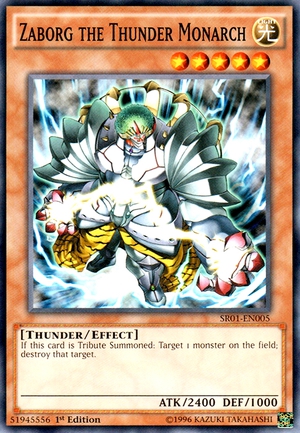 Zaborg the Thunder Monarch
LIGHT
光
SR01-EN005
[Thunder/Effect]
If this card is Tribute Summoned: Target 1 monster on the field;
destroy that target.
ATK/2400 DEF/1000
51945556 1st Edition ©1996 KAZUKI TAKAHASHI